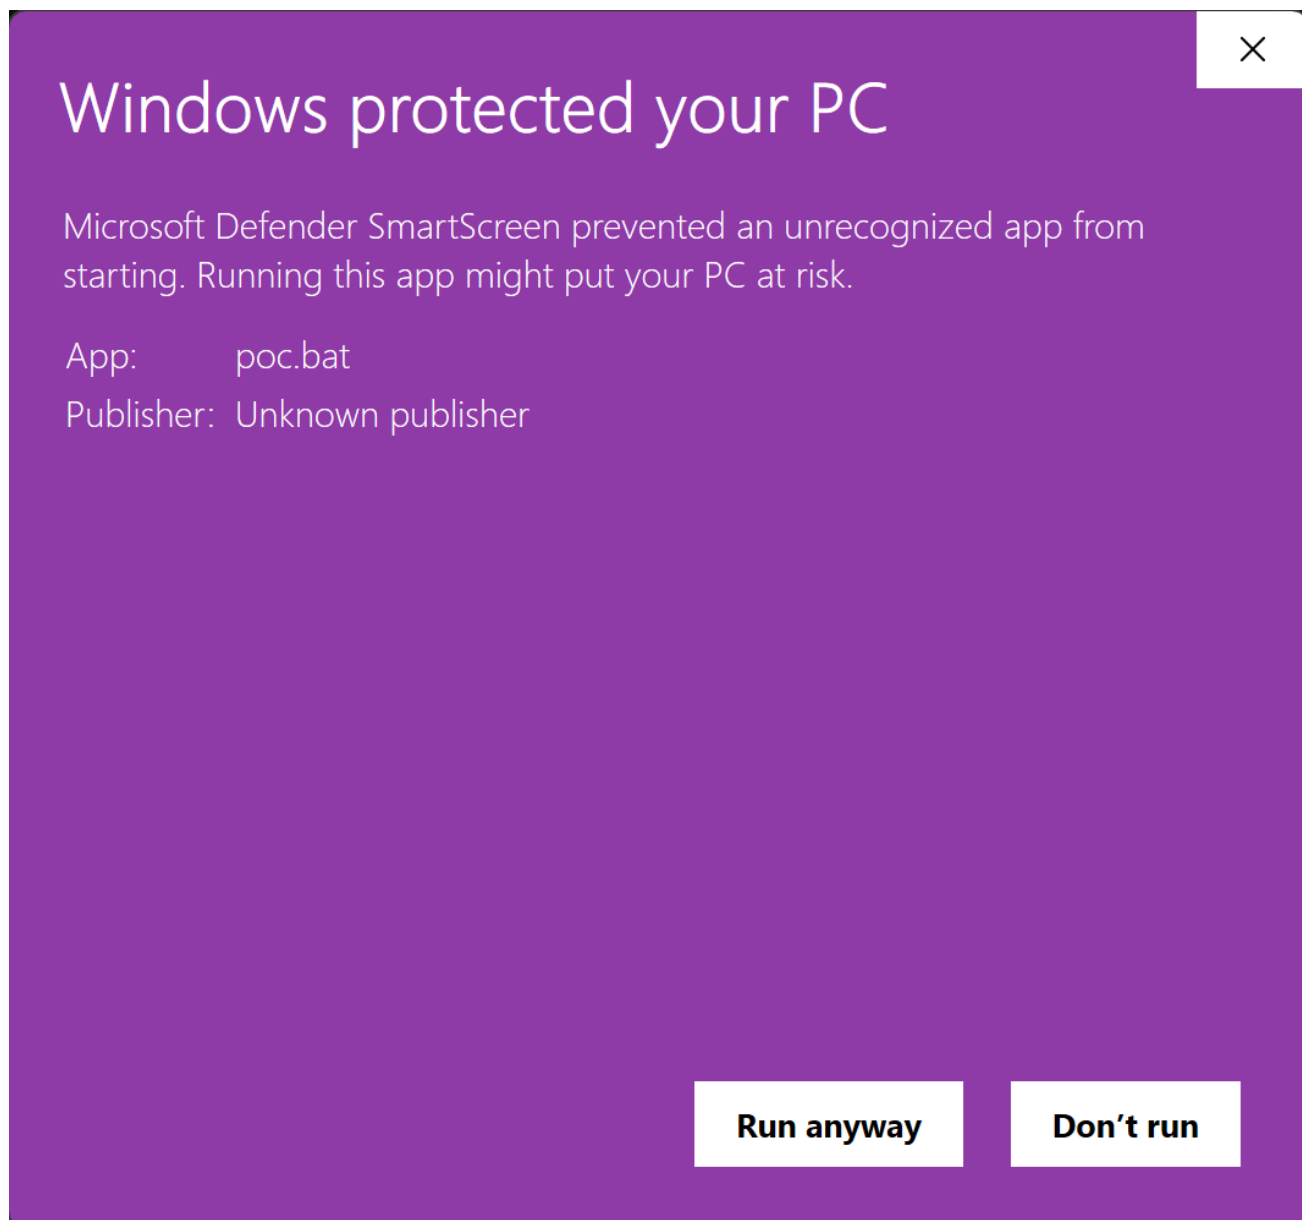 Windows protected your PC
Microsoft Defender SmartScreen prevented an unrecognized app from
starting. Running this app might put your PC at risk.
App: poc.bat
Publisher: Unknown publisher
Run anyway Don’t run